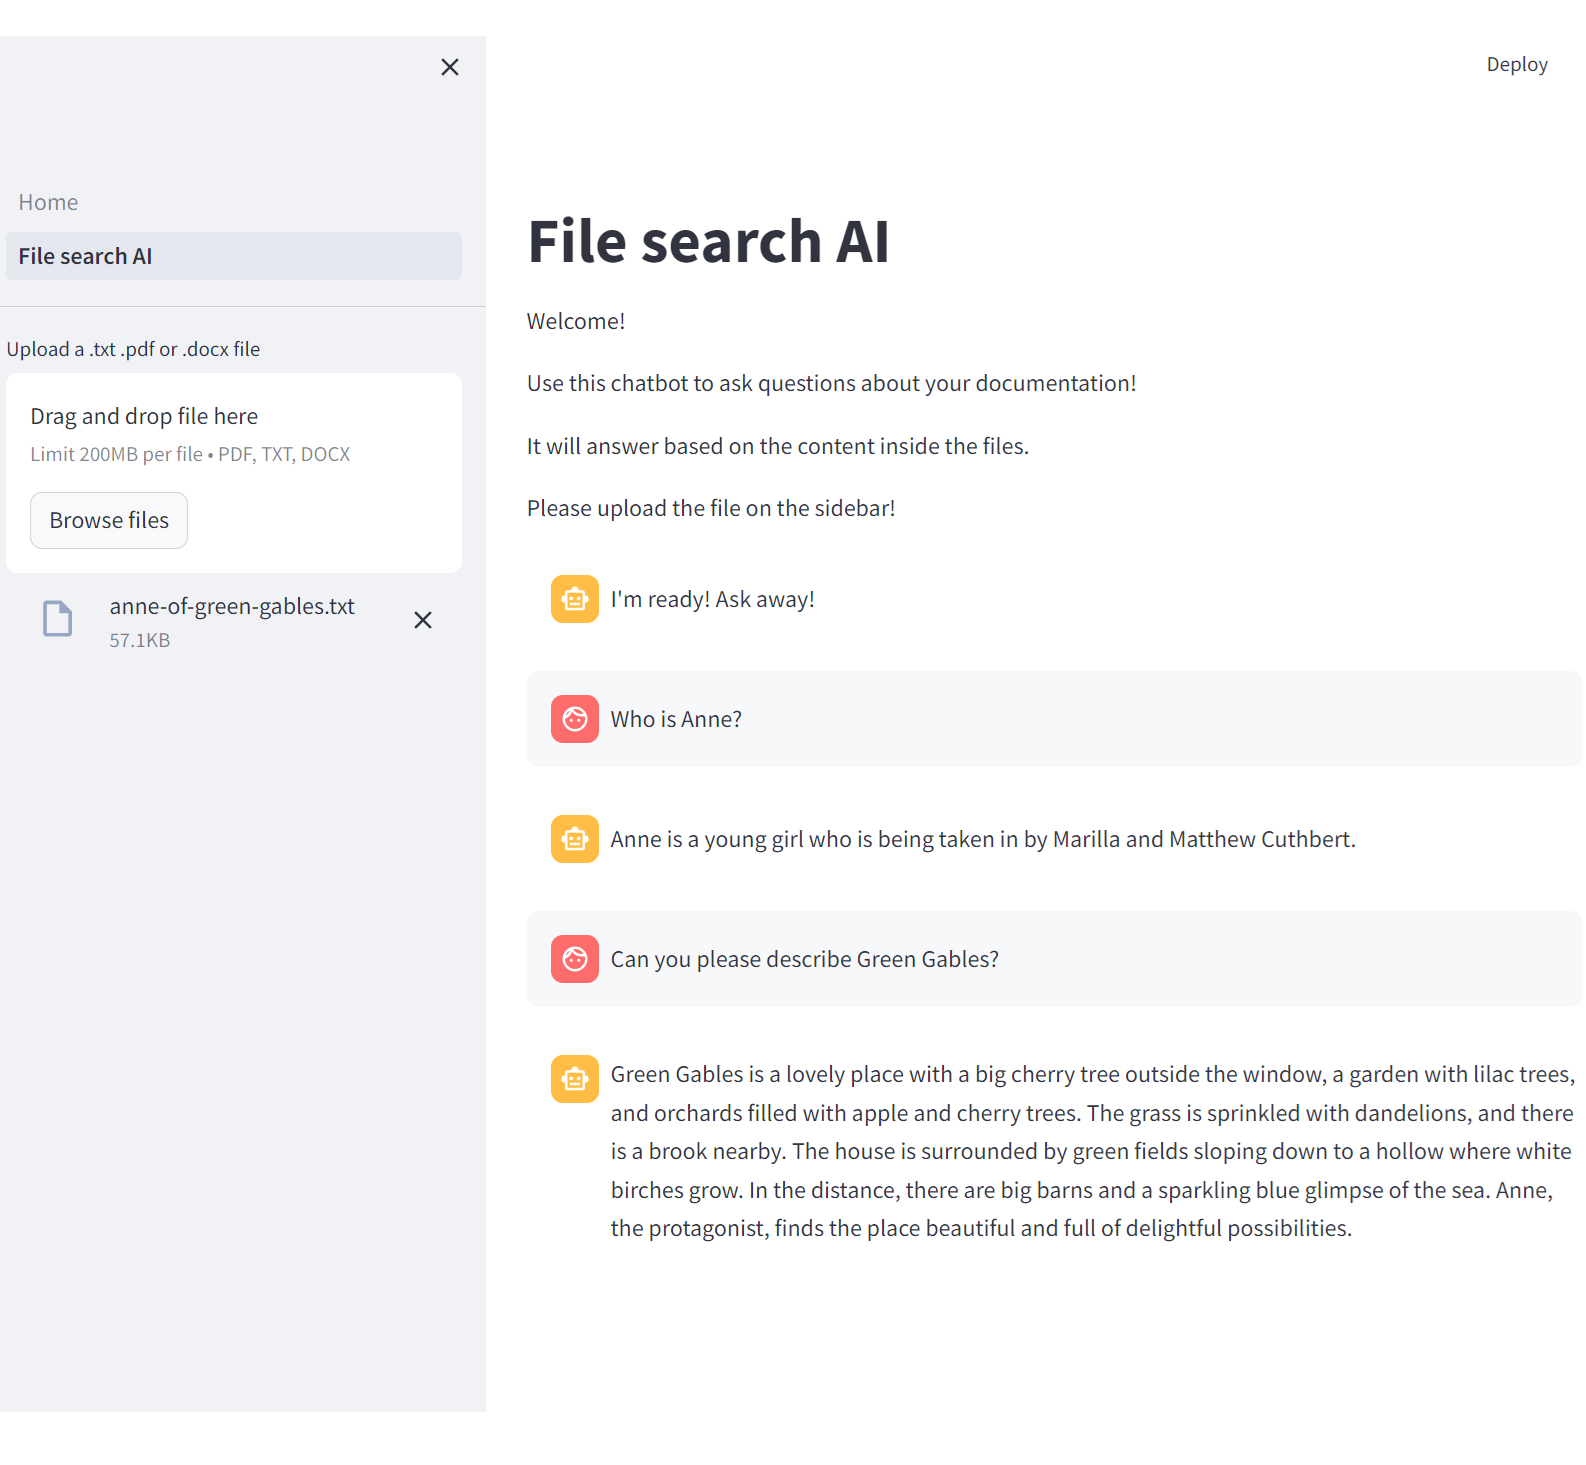 Deploy
Home
File search AI
Upload a .txt .pdf or .docx file
Drag and drop file here
Limit 200MB per file • PDF, TXT, DOCX
Browse files
anne-of-green-gables.txt
57.1KB
File search AI
Welcome!
Use this chatbot to ask questions about your documentation!
It will answer based on the content inside the files.
Please upload the file on the sidebar!
I'm ready! Ask away!
Who is Anne?
Anne is a young girl who is being taken in by Marilla and Matthew Cuthbert.
Can you please describe Green Gables?
Green Gables is a lovely place with a big cherry tree outside the window, a garden with lilac trees,
and orchards filled with apple and cherry trees. The grass is sprinkled with dandelions, and there
is a brook nearby. The house is surrounded by green fields sloping down to a hollow where white
birches grow. In the distance, there are big barns and a sparkling blue glimpse of the sea. Anne,
the protagonist, finds the place beautiful and full of delightful possibilities.